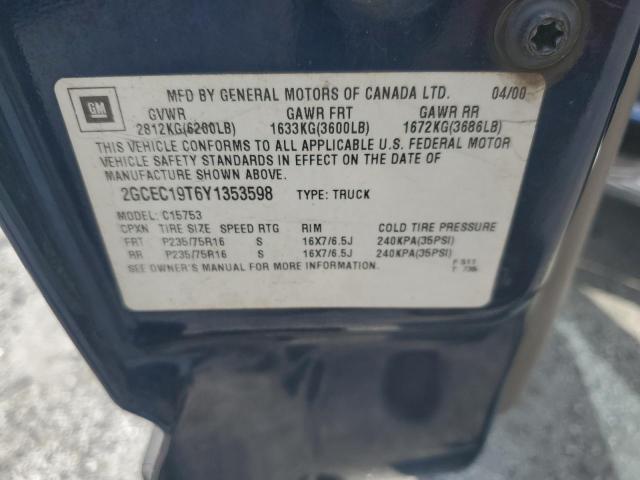 MFD BY GENERAL MOTORS OF CANADA LTD. 04/00
GM
GVWR GAWR FRT GAWR RR
2812KG(6200LB) 1633KG(3600LB) 1672KG(3686LB)
THIS VEHICLE CONFORMS TO ALL APPLICABLE U.S. FEDERAL MOTOR
VEHICLE SAFETY STANDARDS IN EFFECT ON THE DATE OF
MANUFACTURE SHOWN ABOVE.
2GCEC19T6Y1353598 TYPE: TRUCK
MODEL: C15753
CPXN TIRE SIZE SPEED RTG RIM COLD TIRE PRESSURE
FRT P235/75R16 S 16X7/6.5J 240KPA(35PSI)
RR P235/75R16 S 16X7/6.5J 240KPA(35PSI)
SEE OWNER'S MANUAL FOR MORE INFORMATION.